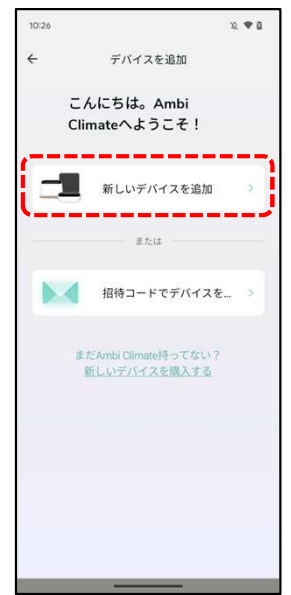 10:26
デバイスを追加
こんにちは。Ambi
Climateへようこそ！
新しいデバイスを追加
または
招待コードでデバイスを...
まだAmbi Climate持ってない？
新しいデバイスを購入する